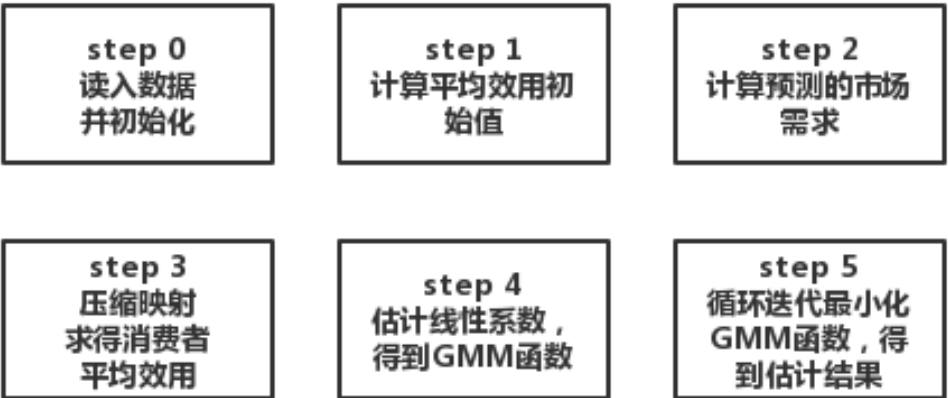 step 0
读入数据
并初始化
step 1
计算平均效用初
始值
step 2
计算预测的市场
需求
step 3
压缩映射
求得消费者
平均效用
step 4
估计线性系数，
得到GMM函数
step 5
循环迭代最小化
GMM函数，得
到估计结果